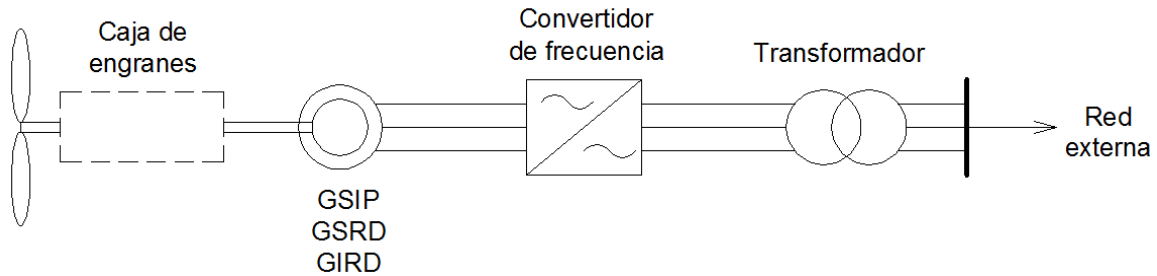 Caja de
engranes
Convertidor
de frecuencia
Transformador
Red
externa
GSIP
GSRD
GIRD